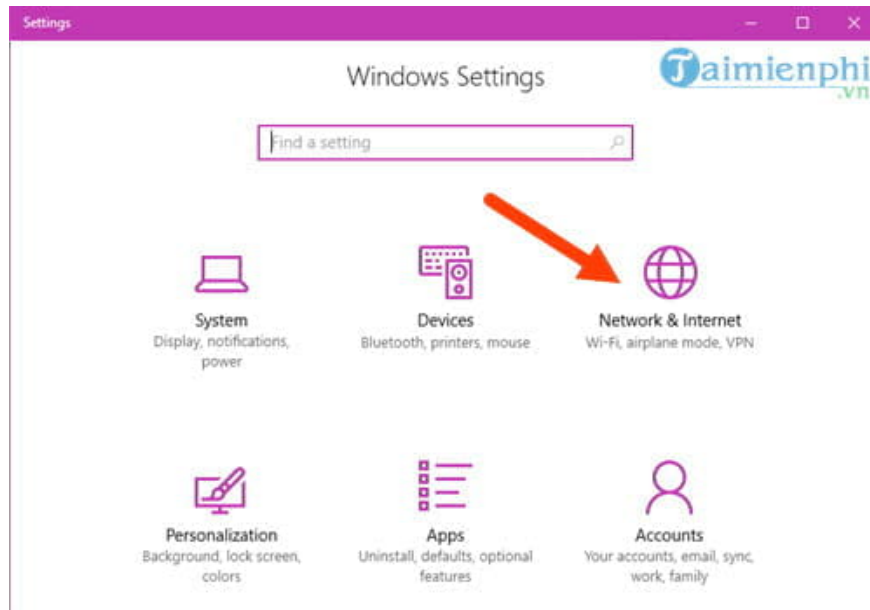 Settings
Windows Settings
Taimienphi
.vn
Find a setting
System
Display, notifications,
power
Devices
Bluetooth, printers, mouse
Network & Internet
Wi-Fi, airplane mode, VPN
Personalization
Background, lock screen,
colors
Apps
Uninstall, defaults, optional
features
Accounts
Your accounts, email, sync,
work, family